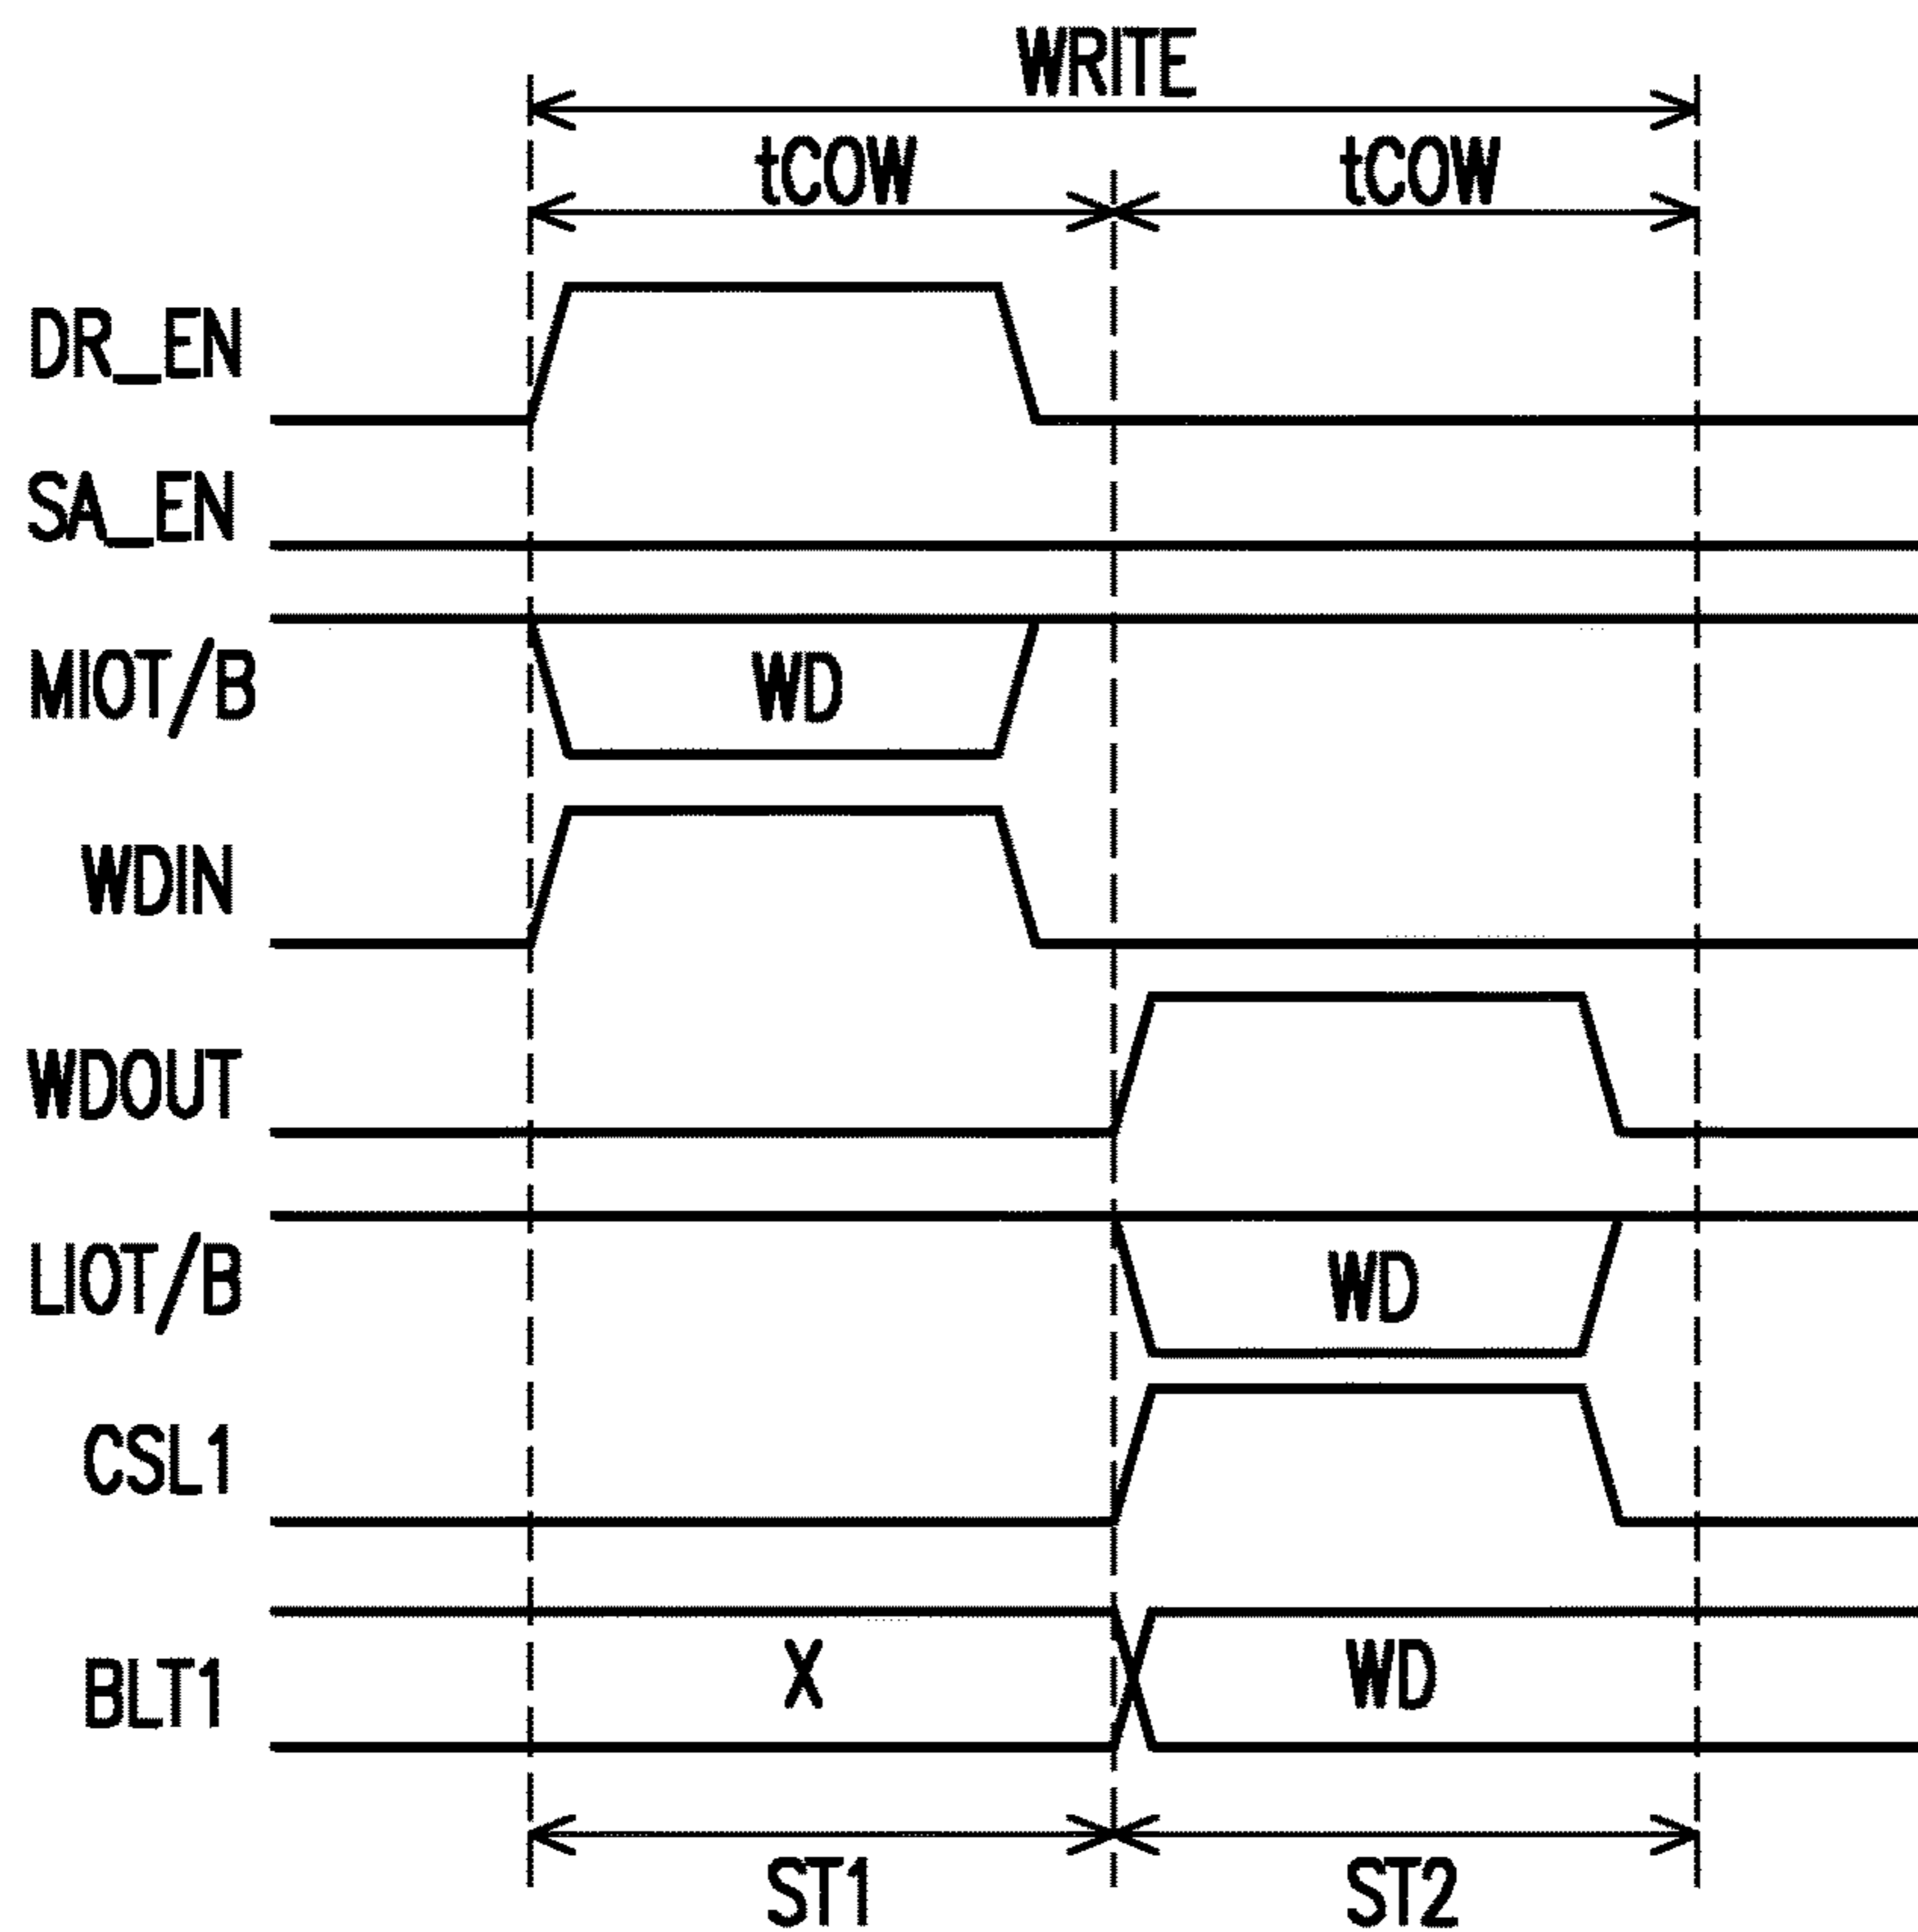 WRITE
tCOW tCOW
DR_EN
SA_EN
MIOT/B WD
WDIN
WDOUT
LIOT/B WD
CSL1
BLT1 X WD
ST1 ST2